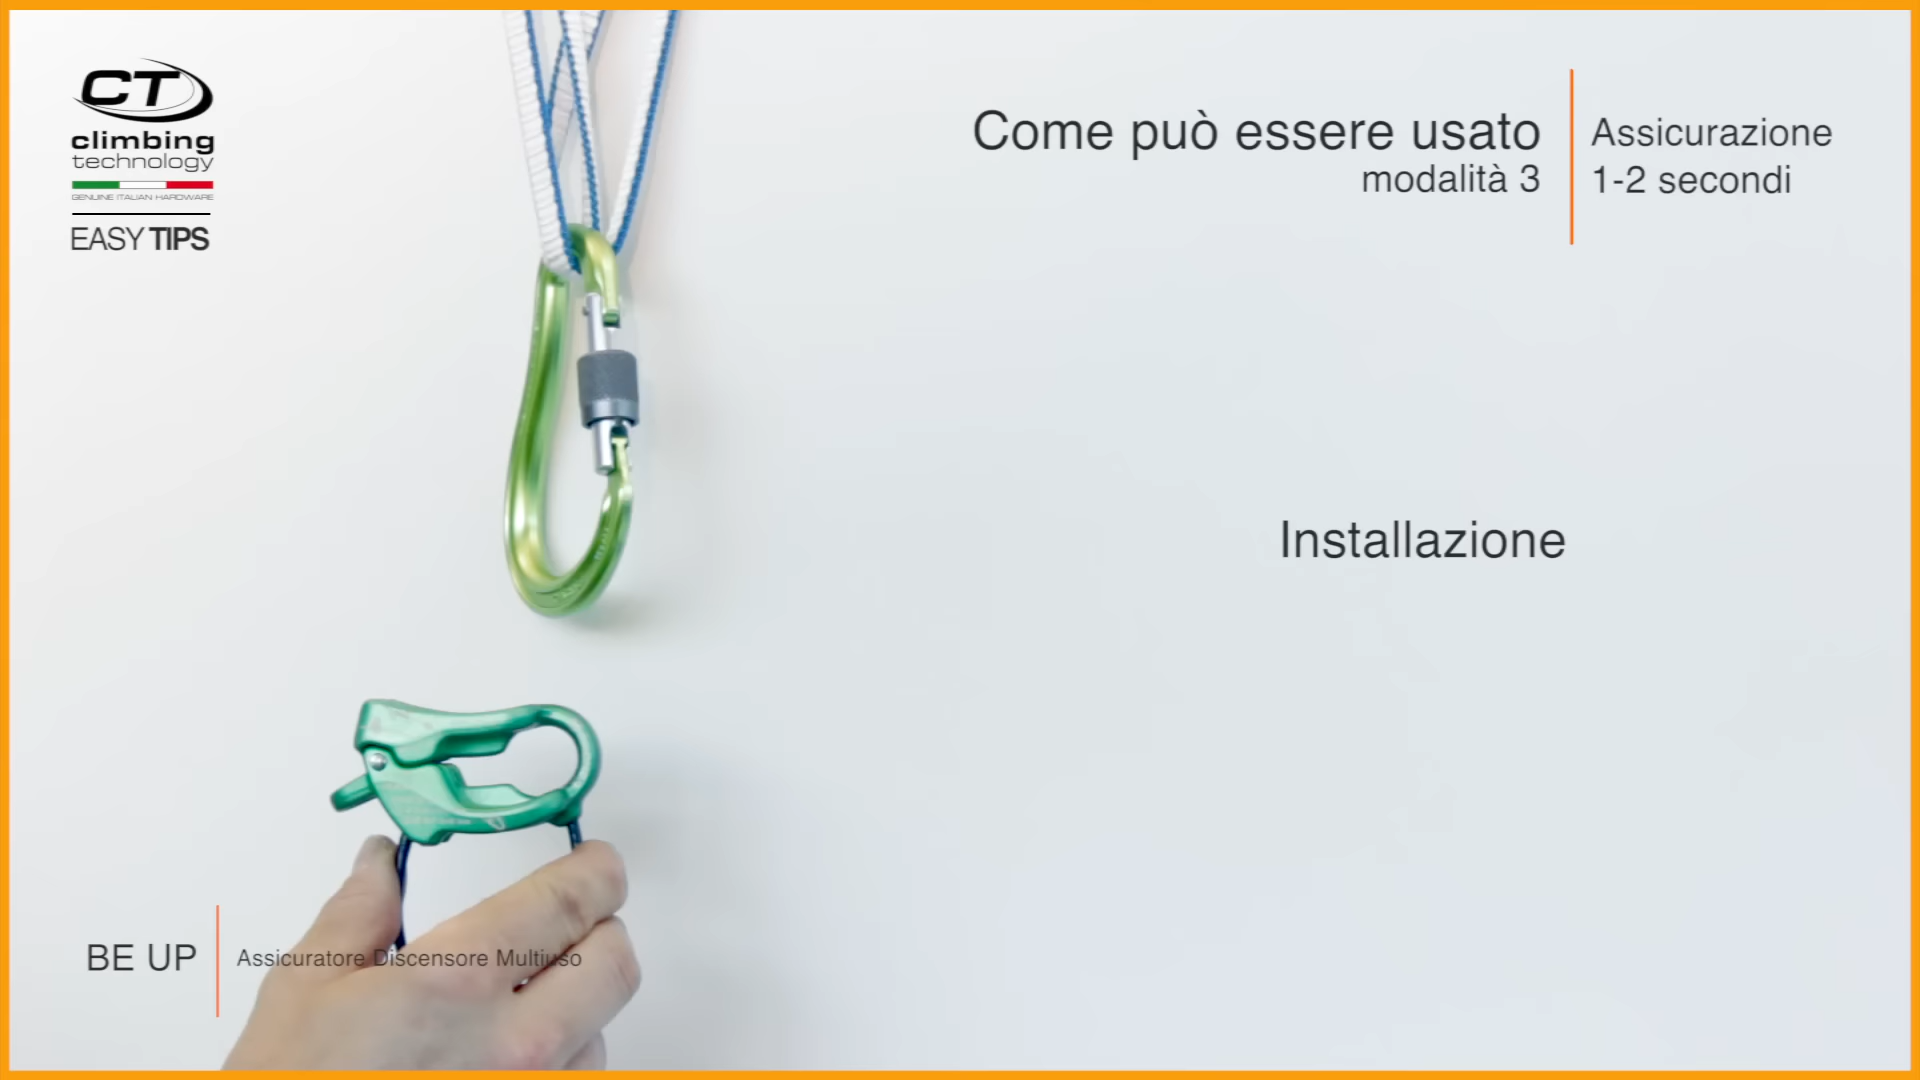 CT
climbing
technology
GENUINE ITALIAN HARDWARE
EASY TIPS
Come può essere usato
modalità 3
Assicurazione
1-2 secondi
Installazione
BE UP
Assicuratore Discensore Multiuso